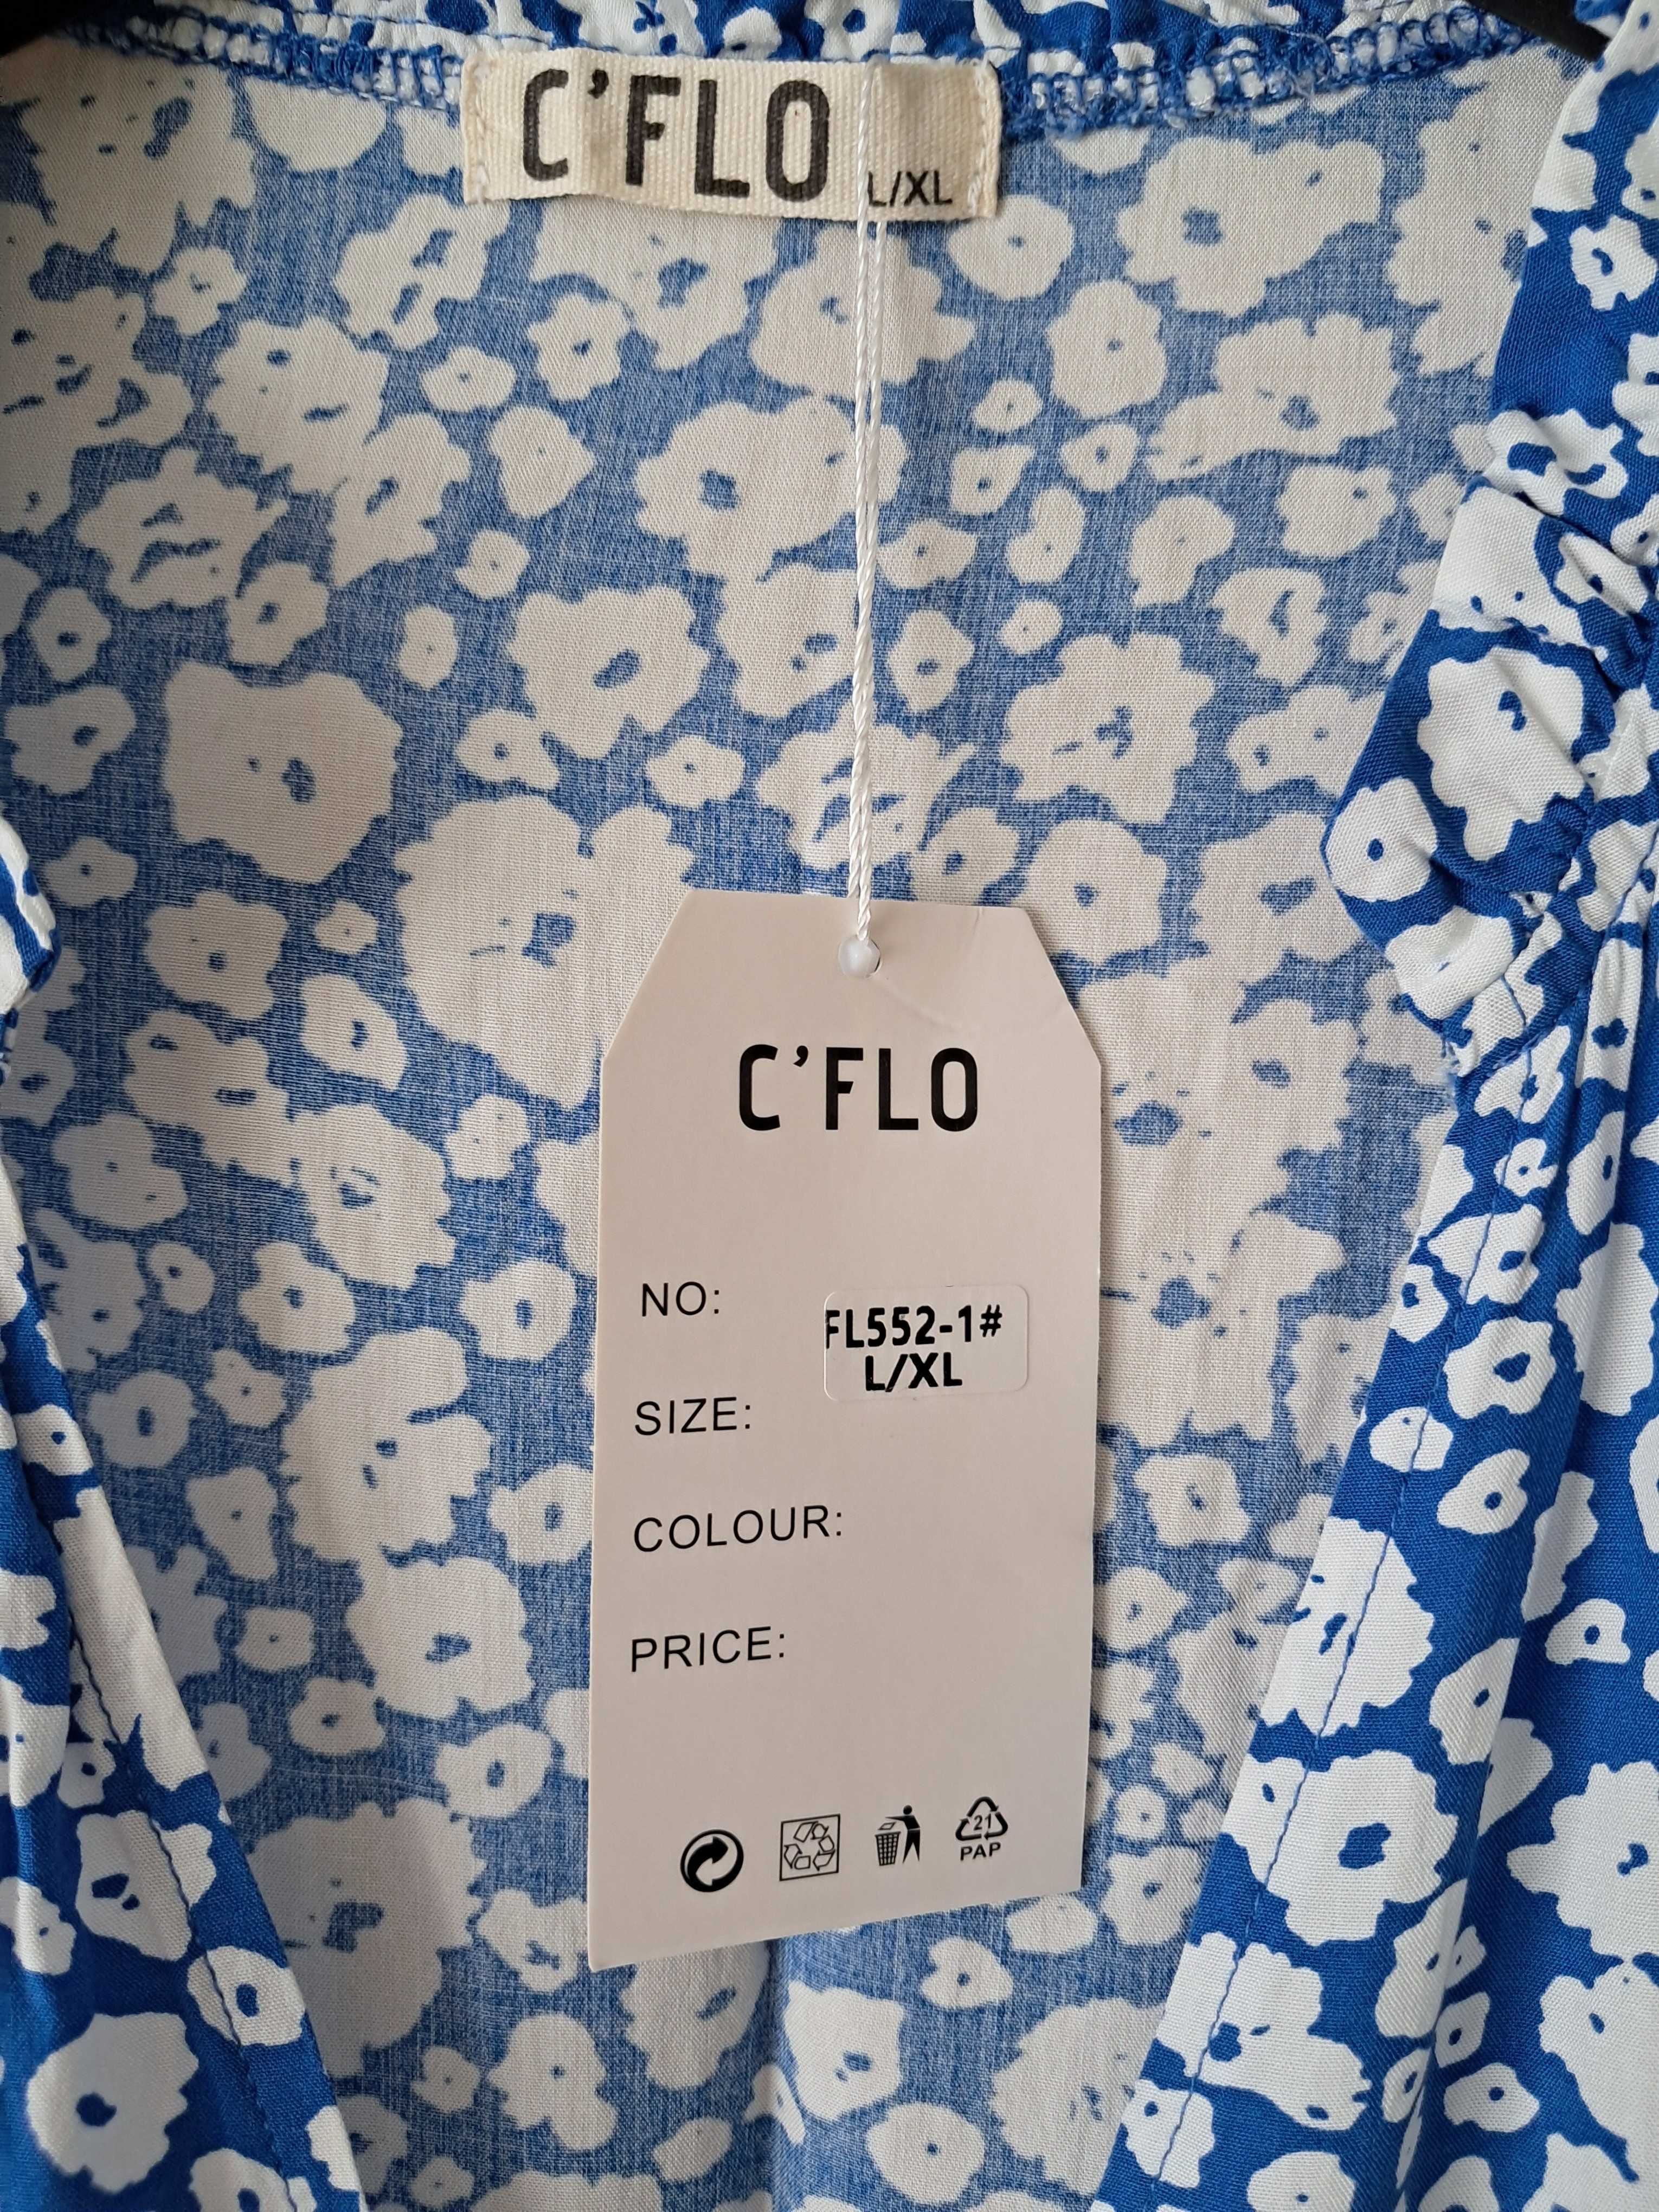 C'FLO
L/XL
C'FLO
NO:
FL552-1#
L/XL
SIZE:
COLOUR:
PRICE:
21
PAP